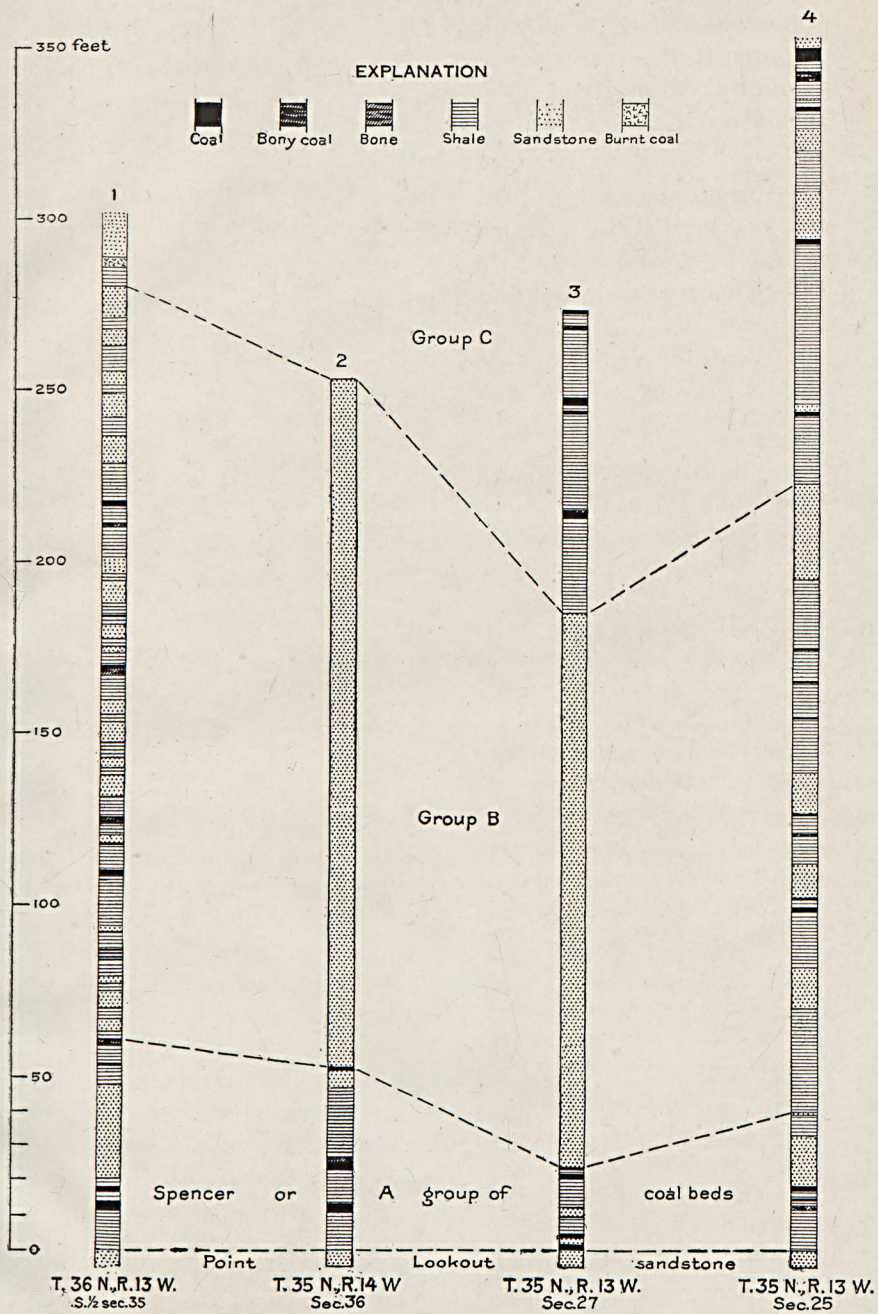 4
350 feet
EXPLANATION
Coal Bony coal Bone Shale Sandstone Burnt coal
1
300
3
Group C
2
250
200
150
Group B
100
50
Spencer or A group of coal beds
0
Point Lookout sandstone
T, 36 N., R. 13 W. T. 35 N., R. 14 W T. 35 N., R. 13 W. T. 35 N., R. 13 W.
S. ½ sec. 35 Sec. 36 Sec. 27 Sec. 25